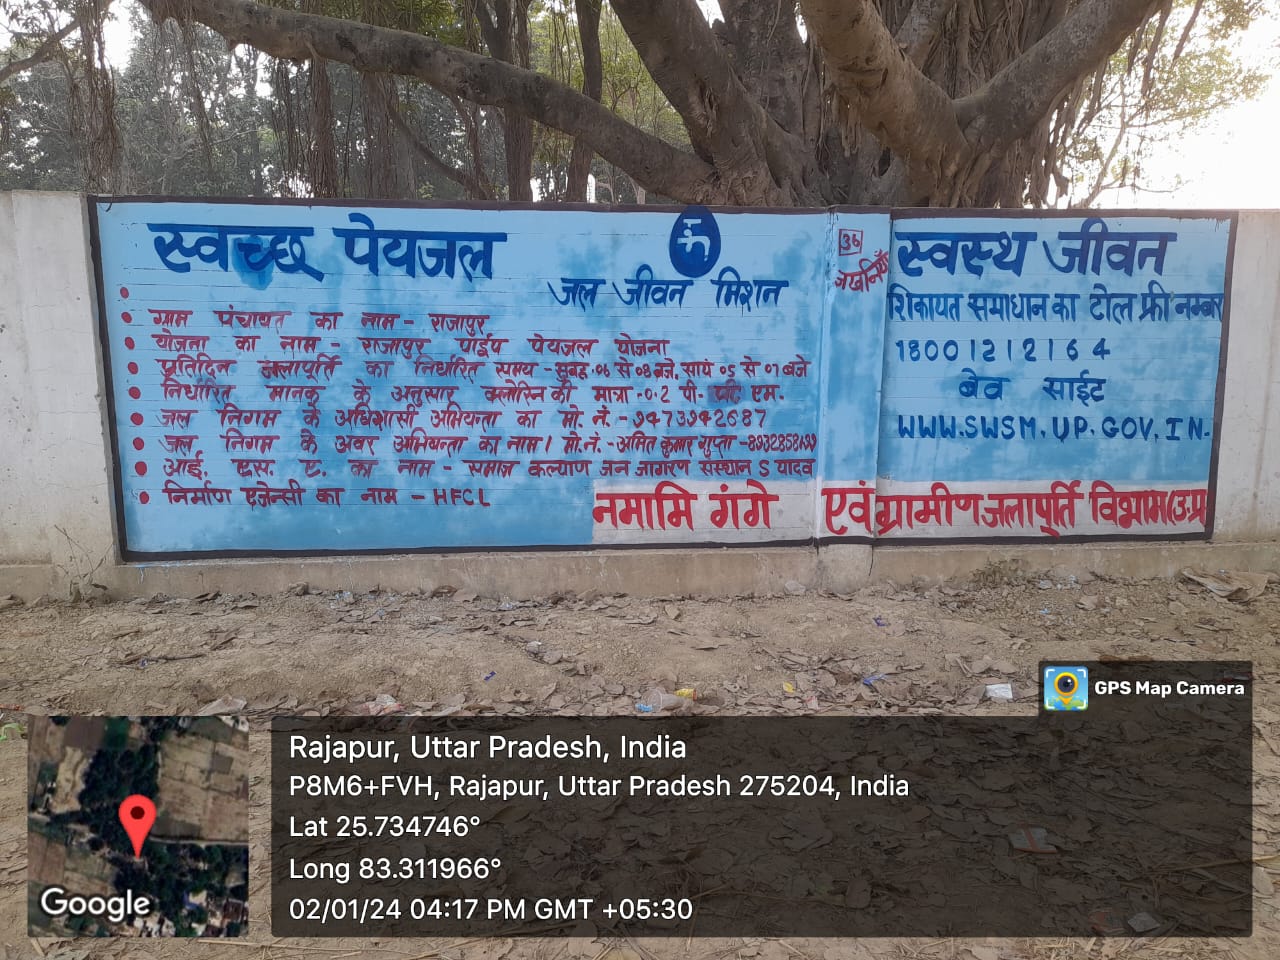 स्वच्छ पेयजल
जल जीवन मिशन
ग्राम पंचायत का नाम - राजापुर
योजना का नाम - राजापुर पाईप पेयजल योजना
प्रतिदिन जलापूर्ति का निर्धारित समय - सुबह 06 से 08 बजे, सायं 05 से 07 बजे
निर्धारित मानक के अनुसार क्लोरिन की मात्रा - 0.2 पी. पी. एम.
जल निगम के अधिशासी अभियन्ता का मो. नं. - 9473942687
जल निगम के अवर अभियन्ता का नाम / मो. नं. - अमित कुमार गुप्ता -
आई. एस. ए. का नाम - समाज कल्याण जन जागरण संस्थान S यादव
निर्माण एजेन्सी का नाम - HFCL
36
जखनियाँ
स्वस्थ जीवन
शिकायत समाधान का टोल फ्री नम्बर
18001212164
बेव साईट
WWW.SWSM.UP.GOV.IN.
नमामि गंगे एवं ग्रामीण जलापूर्ति विभाग (उ.प्र
GPS Map Camera
Rajapur, Uttar Pradesh, India
P8M6+FVH, Rajapur, Uttar Pradesh 275204, India
Lat 25.734746°
Long 83.311966°
02/01/24 04:17 PM GMT +05:30
Google